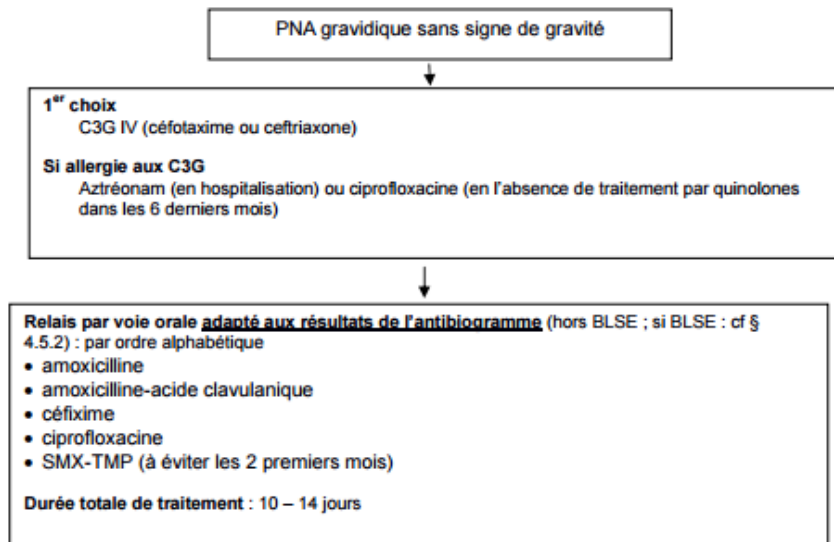 PNA gravidique sans signe de gravité
1er choix
C3G IV (céfotaxime ou ceftriaxone)
Si allergie aux C3G
Aztréonam (en hospitalisation) ou ciprofloxacine (en l'absence de traitement par quinolones
dans les 6 derniers mois)
Relais par voie orale adapté aux résultats de l'antibiogramme (hors BLSE ; si BLSE : cf §
4.5.2) : par ordre alphabétique
• amoxicilline
• amoxicilline-acide clavulanique
• céfixime
• ciprofloxacine
• SMX-TMP (à éviter les 2 premiers mois)
Durée totale de traitement : 10 – 14 jours